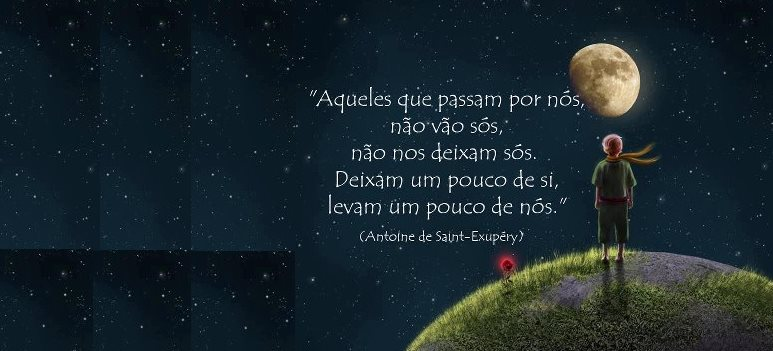 "Aqueles que passam por nós,
não vão sós,
não nos deixam sós.
Deixam um pouco de si,
levam um pouco de nós."
(Antoine de Saint-Exupéry)